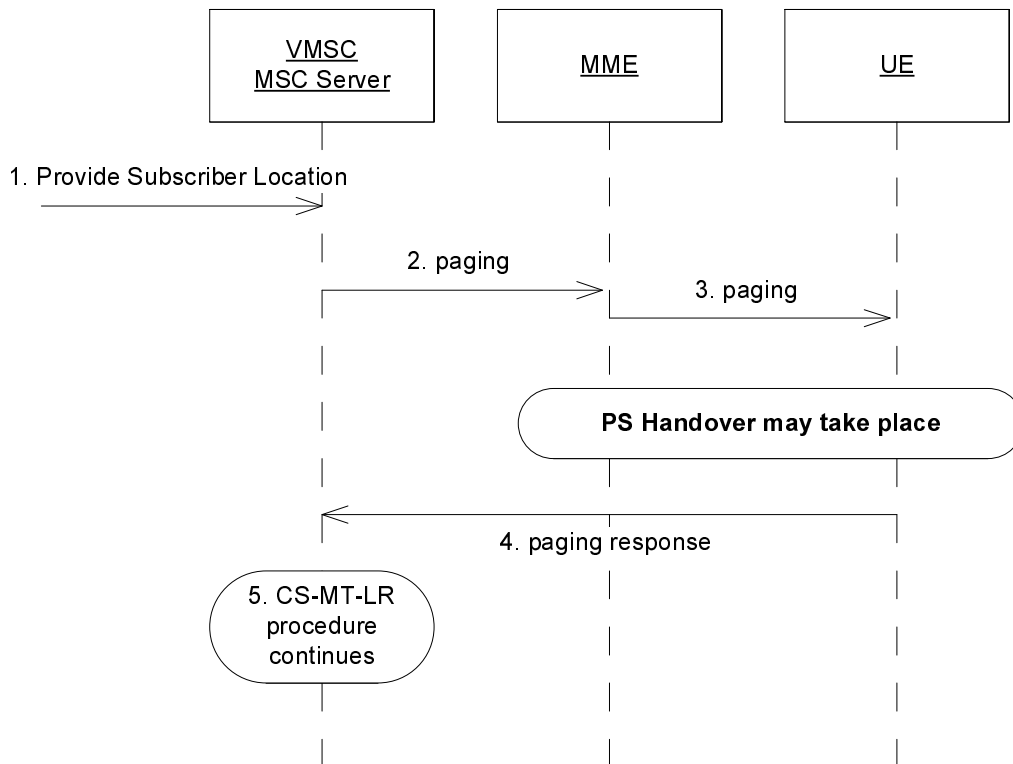 VMSC
MSC Server
MME
UE
1. Provide Subscriber Location
2. paging
3. paging
PS Handover may take place
4. paging response
5. CS-MT-LR
procedure
continues